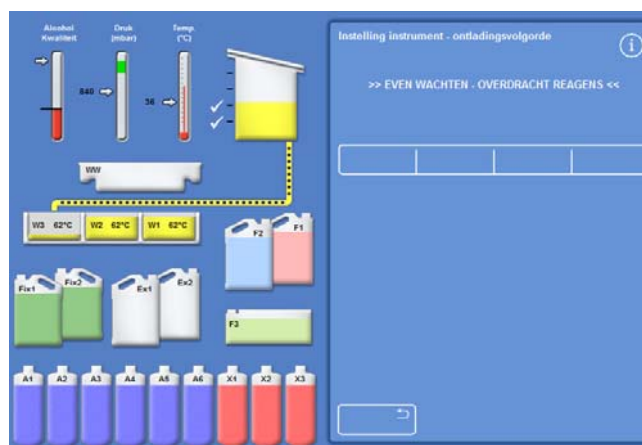 Alcohol
Kwaliteit
Druk
(mbar)
Temp.
(°C)
Instelling instrument - ontladingsvolgorde
i
>> EVEN WACHTEN - OVERDRACHT REAGENS <<
840
56
WW
W3 62°C
W2 62°C
W1 62°C
F2
F1
Fix1
Fix2
Ex1
Ex2
F3
A1
A2
A3
A4
A5
A6
X1
X2
X3